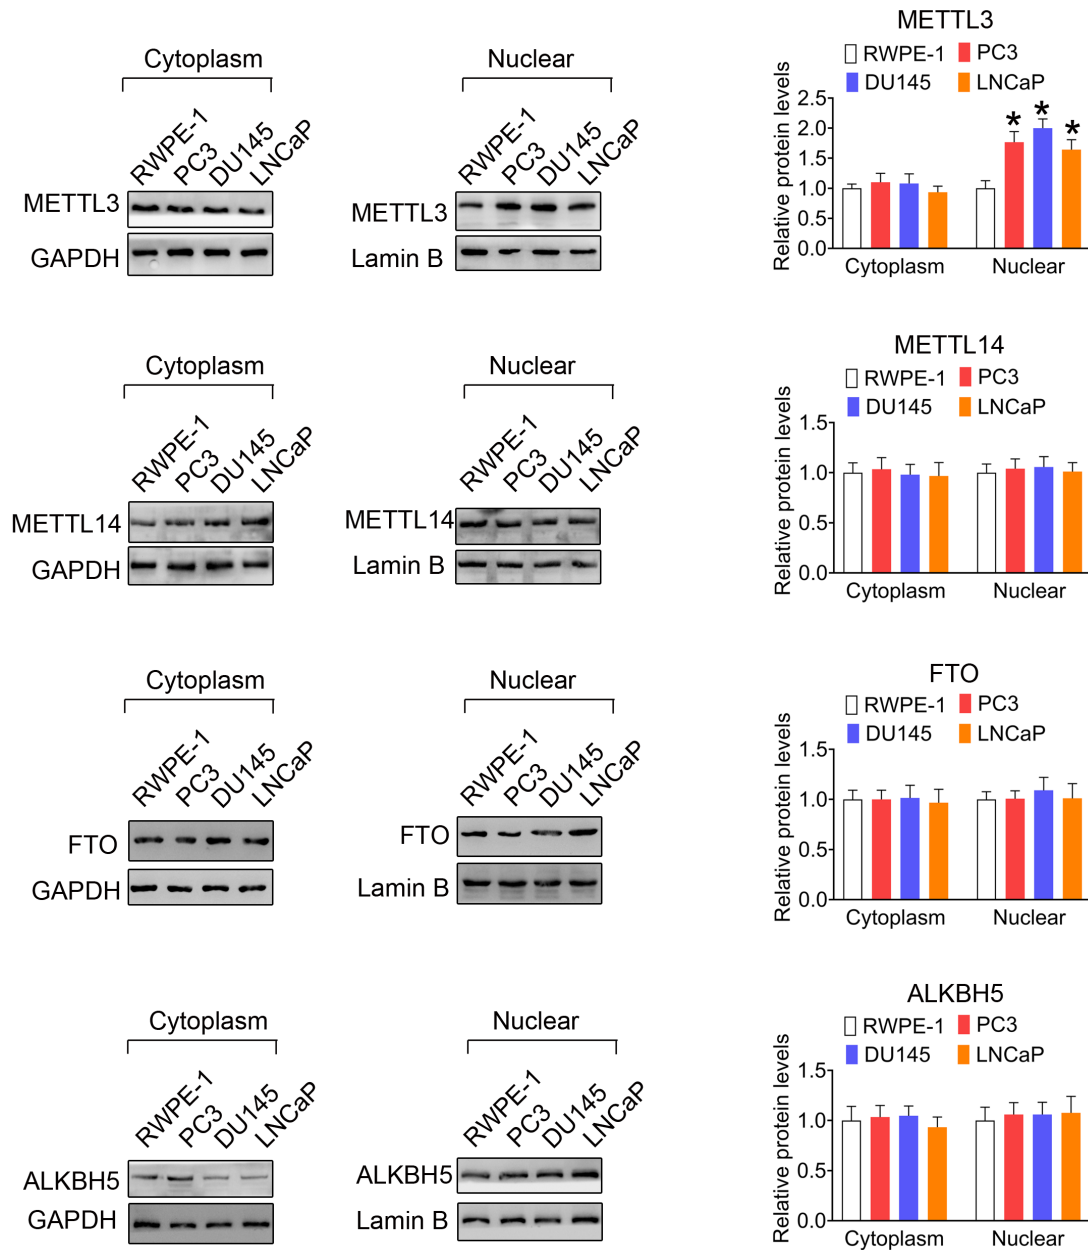 Cytoplasm
Nuclear
RWPE-1 PC3 DU145 LNCaP
RWPE-1 PC3 DU145 LNCaP
METTL3
GAPDH
METTL3
Lamin B
METTL3
RWPE-1 PC3
DU145 LNCaP
Relative protein levels
2.5
2.0
1.5
1.0
0.5
0.0
* * *
Cytoplasm Nuclear
Cytoplasm
Nuclear
RWPE-1 PC3 DU145 LNCaP
RWPE-1 PC3 DU145 LNCaP
METTL14
GAPDH
METTL14
Lamin B
METTL14
RWPE-1 PC3
DU145 LNCaP
Relative protein levels
1.5
1.0
0.5
0.0
Cytoplasm Nuclear
Cytoplasm
Nuclear
RWPE-1 PC3 DU145 LNCaP
RWPE-1 PC3 DU145 LNCaP
FTO
GAPDH
FTO
Lamin B
FTO
RWPE-1 PC3
DU145 LNCaP
Relative protein levels
1.5
1.0
0.5
0.0
Cytoplasm Nuclear
Cytoplasm
Nuclear
RWPE-1 PC3 DU145 LNCaP
RWPE-1 PC3 DU145 LNCaP
ALKBH5
GAPDH
ALKBH5
Lamin B
ALKBH5
RWPE-1 PC3
DU145 LNCaP
Relative protein levels
1.5
1.0
0.5
0.0
Cytoplasm Nuclear